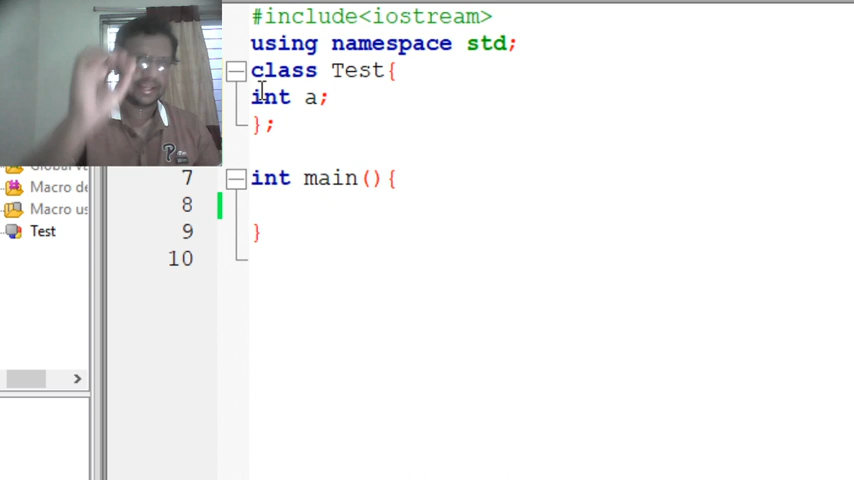 #include<iostream>
using namespace std;
class Test{
int a;
};
7 int main(){
8
9 }
10
Macro de
Macro us
Test